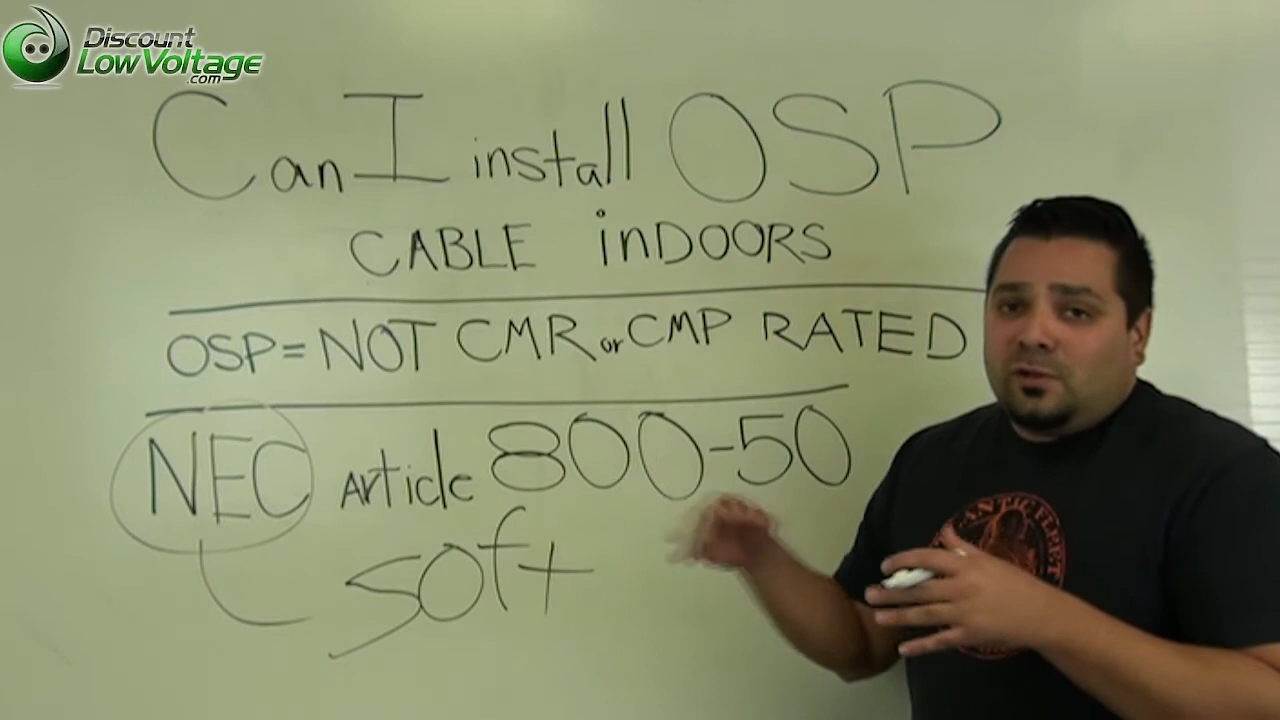 Discount
LowVoltage
.com
Can I install OSP
CABLE inDOORS
OSP = NOT CMR or CMP RATED
NEC Article 800-50
50ft